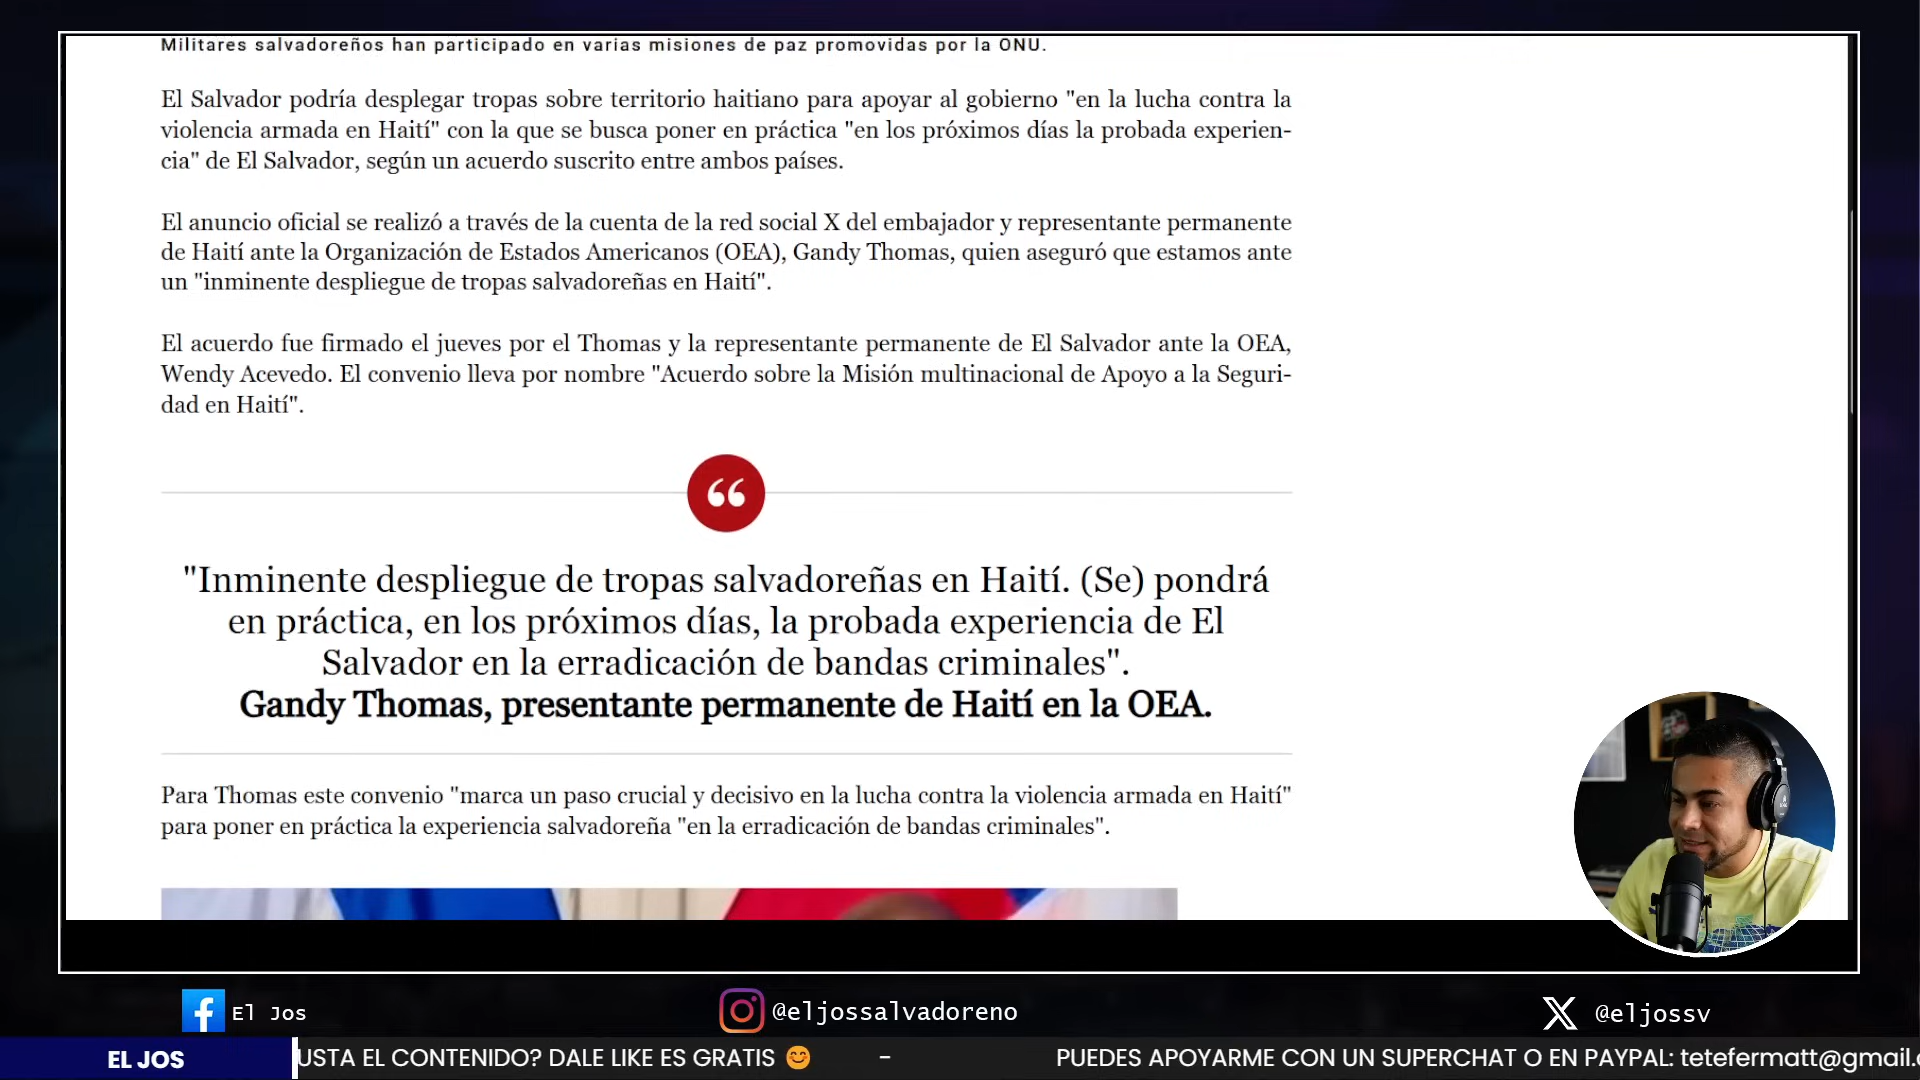 Militares salvadoreños han participado en varias misiones de paz promovidas por la ONU.
El Salvador podría desplegar tropas sobre territorio haitiano para apoyar al gobierno "en la lucha contra la
violencia armada en Haití" con la que se busca poner en práctica "en los próximos días la probada experien-
cia" de El Salvador, según un acuerdo suscrito entre ambos países.
El anuncio oficial se realizó a través de la cuenta de la red social X del embajador y representante permanente
de Haití ante la Organización de Estados Americanos (OEA), Gandy Thomas, quien aseguró que estamos ante
un "inminente despliegue de tropas salvadoreñas en Haití".
El acuerdo fue firmado el jueves por el Thomas y la representante permanente de El Salvador ante la OEA,
Wendy Acevedo. El convenio lleva por nombre "Acuerdo sobre la Misión multinacional de Apoyo a la Seguri-
dad en Haití".
"Inminente despliegue de tropas salvadoreñas en Haití. (Se) pondrá
en práctica, en los próximos días, la probada experiencia de El
Salvador en la erradicación de bandas criminales".
Gandy Thomas, presentante permanente de Haití en la OEA.
Para Thomas este convenio "marca un paso crucial y decisivo en la lucha contra la violencia armada en Haití"
para poner en práctica la experiencia salvadoreña "en la erradicación de bandas criminales".
El Jos
@eljossalvadoreno
@eljossv
EL JOS
USTA EL CONTENIDO? DALE LIKE ES GRATIS 😊 - PUEDES APOYARME CON UN SUPERCHAT O EN PAYPAL: tetefermatt@gmail.c